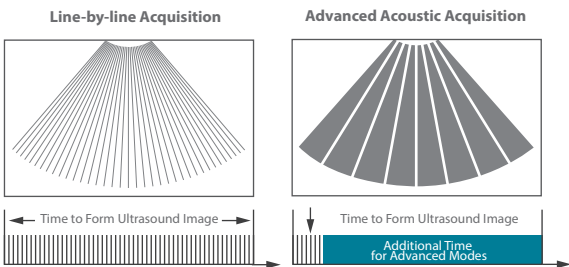 Line-by-line Acquisition
Advanced Acoustic Acquisition
Time to Form Ultrasound Image
Time to Form Ultrasound Image
Additional Time
for Advanced Modes